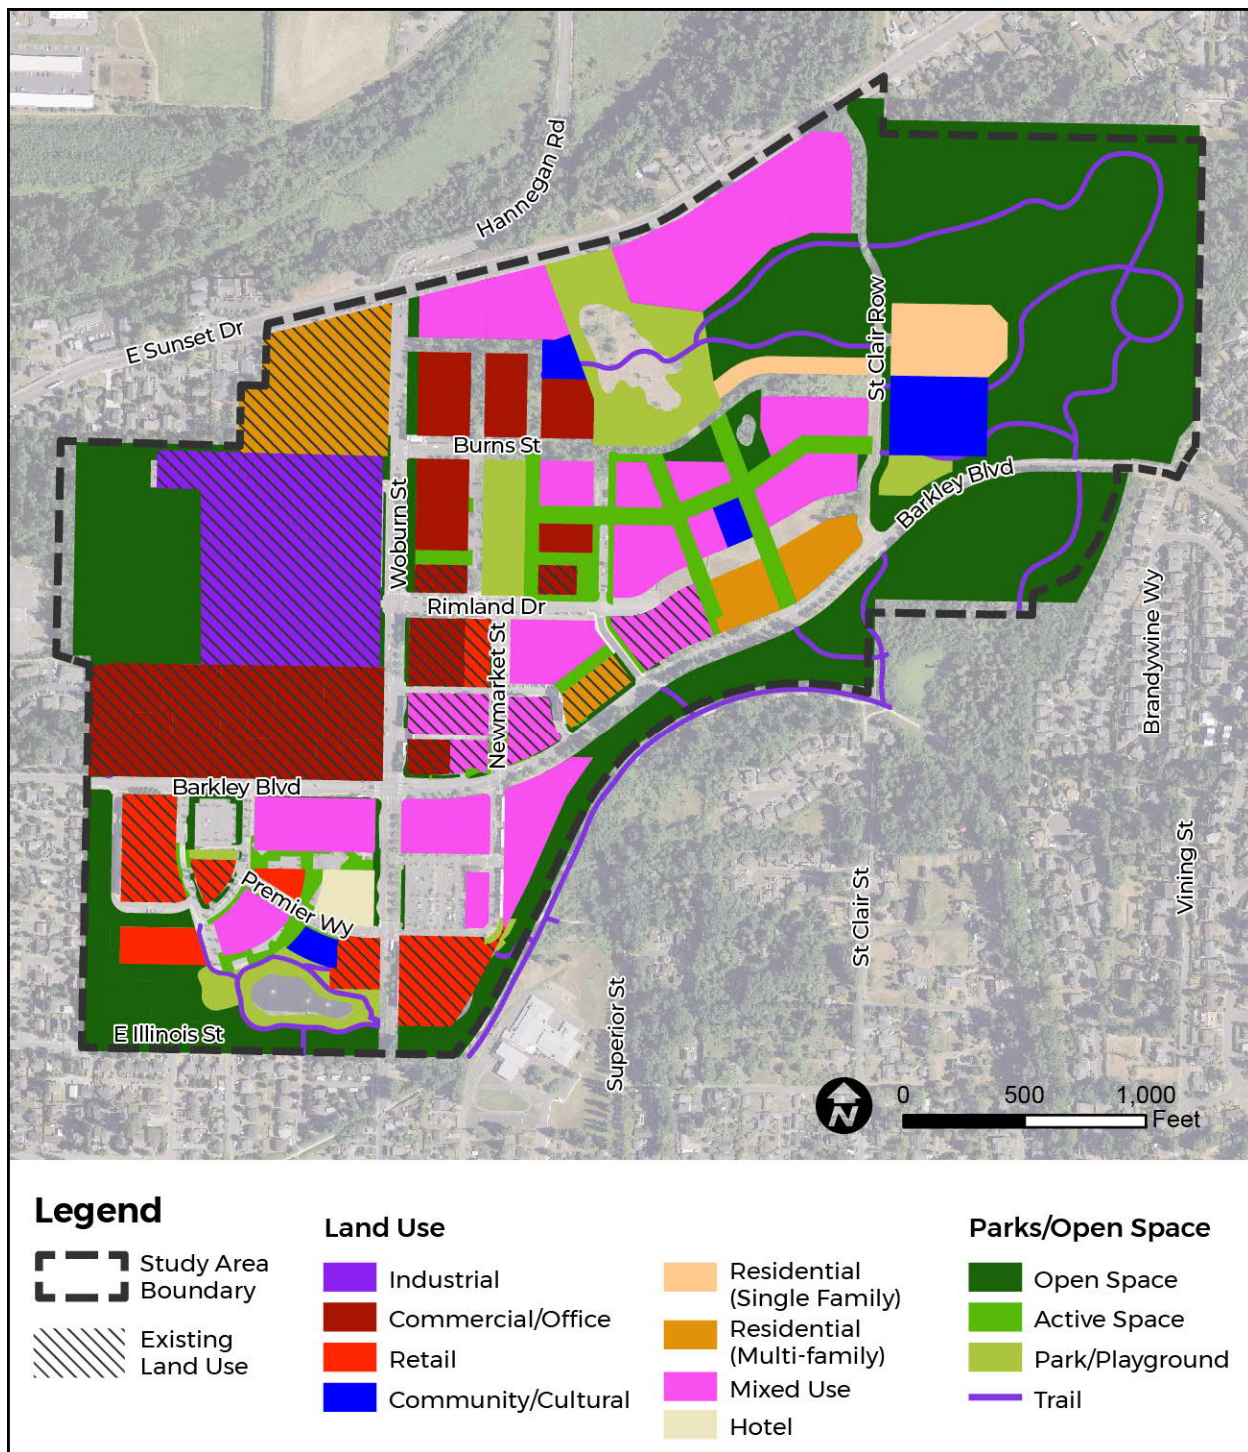 Hannegan Rd
E Sunset Dr
St Clair Row
Burns St
Woburn St
Barkley Blvd
Rimland Dr
Newmarket St
Brandywine Wy
Barkley Blvd
Premier Wy
Vining St
St Clair St
Superior St
E Illinois St
N
0 500 1,000
Feet
Legend
Study Area
Boundary
Existing
Land Use
Land Use
Industrial
Commercial/Office
Retail
Community/Cultural
Residential
(Single Family)
Residential
(Multi-family)
Mixed Use
Hotel
Parks/Open Space
Open Space
Active Space
Park/Playground
Trail